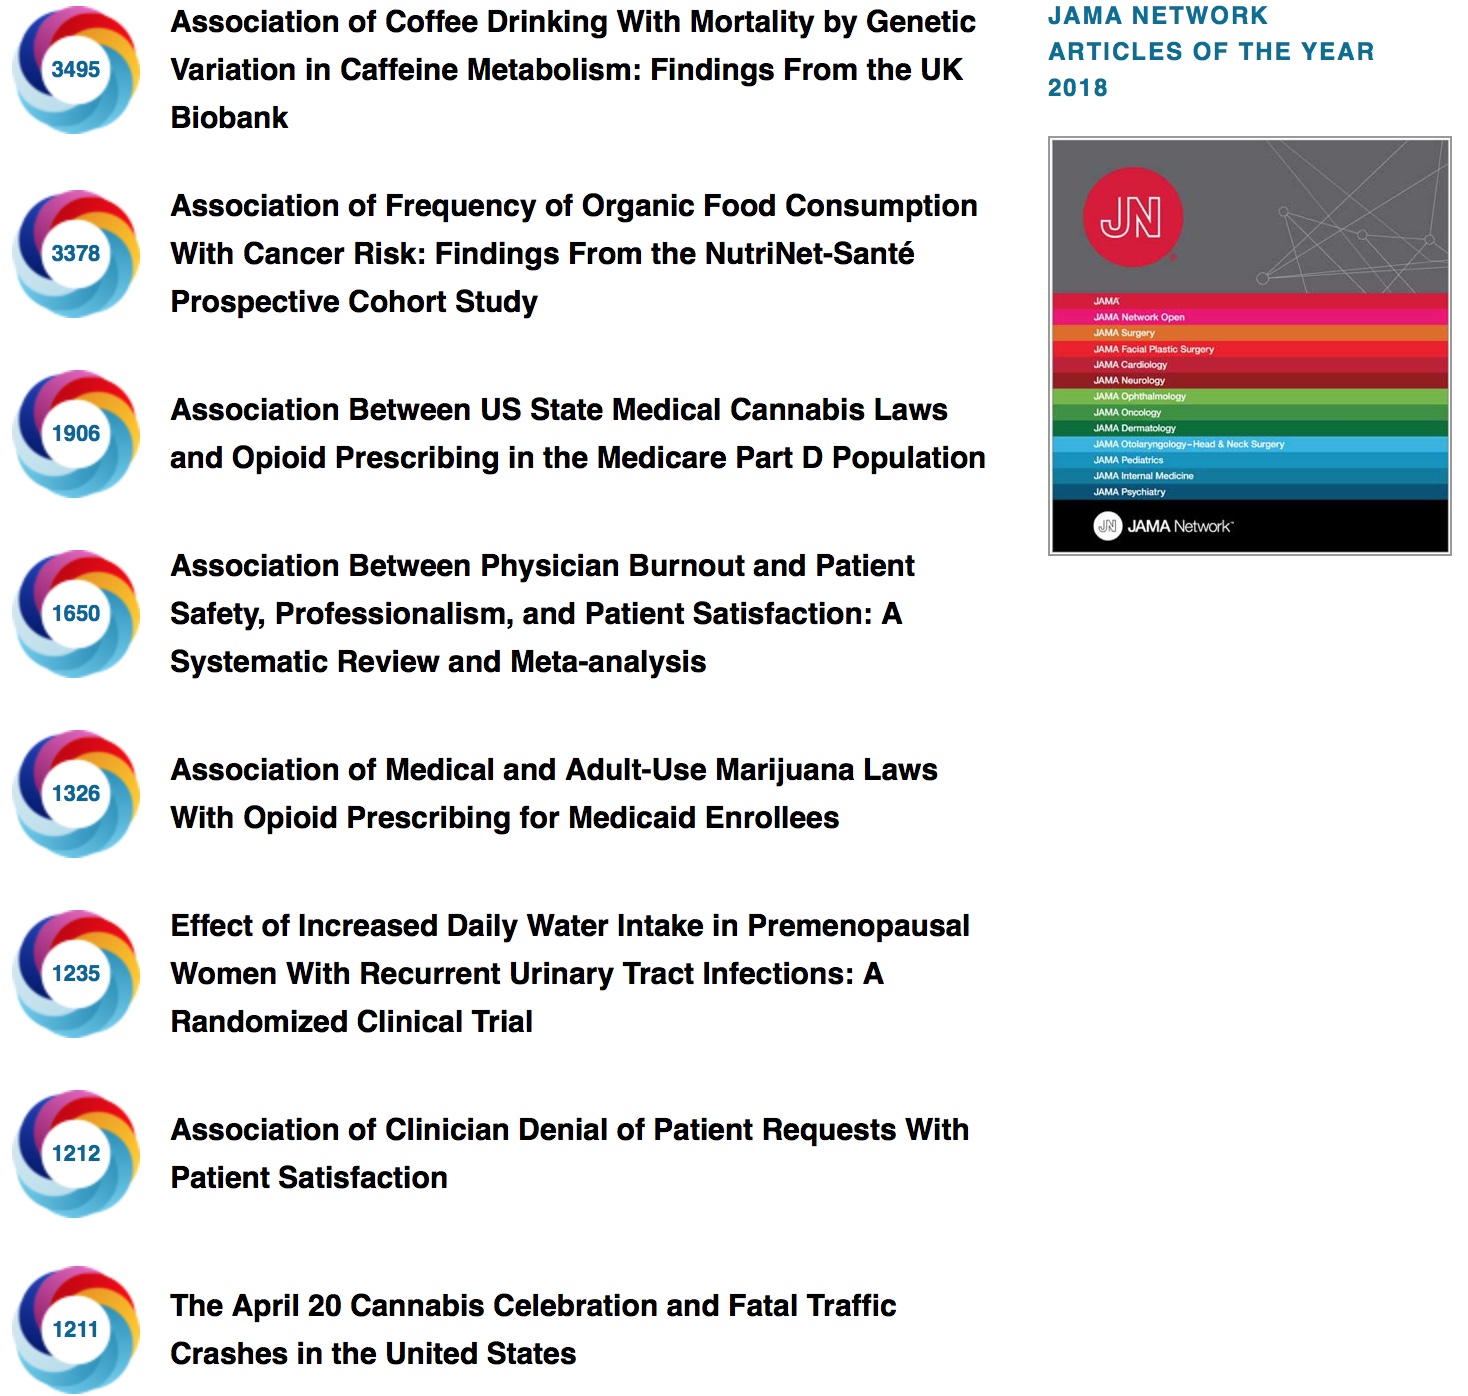 3495
Association of Coffee Drinking With Mortality by Genetic
Variation in Caffeine Metabolism: Findings From the UK
Biobank
3378
Association of Frequency of Organic Food Consumption
With Cancer Risk: Findings From the NutriNet-Santé
Prospective Cohort Study
1906
Association Between US State Medical Cannabis Laws
and Opioid Prescribing in the Medicare Part D Population
1650
Association Between Physician Burnout and Patient
Safety, Professionalism, and Patient Satisfaction: A
Systematic Review and Meta-analysis
1326
Association of Medical and Adult-Use Marijuana Laws
With Opioid Prescribing for Medicaid Enrollees
1235
Effect of Increased Daily Water Intake in Premenopausal
Women With Recurrent Urinary Tract Infections: A
Randomized Clinical Trial
1212
Association of Clinician Denial of Patient Requests With
Patient Satisfaction
1211
The April 20 Cannabis Celebration and Fatal Traffic
Crashes in the United States
JAMA NETWORK
ARTICLES OF THE YEAR
2018
JN®
JAMA
JAMA Network Open
JAMA Surgery
JAMA Facial Plastic Surgery
JAMA Cardiology
JAMA Neurology
JAMA Ophthalmology
JAMA Oncology
JAMA Dermatology
JAMA Otolaryngology–Head & Neck Surgery
JAMA Pediatrics
JAMA Internal Medicine
JAMA Psychiatry
JN JAMA Network™